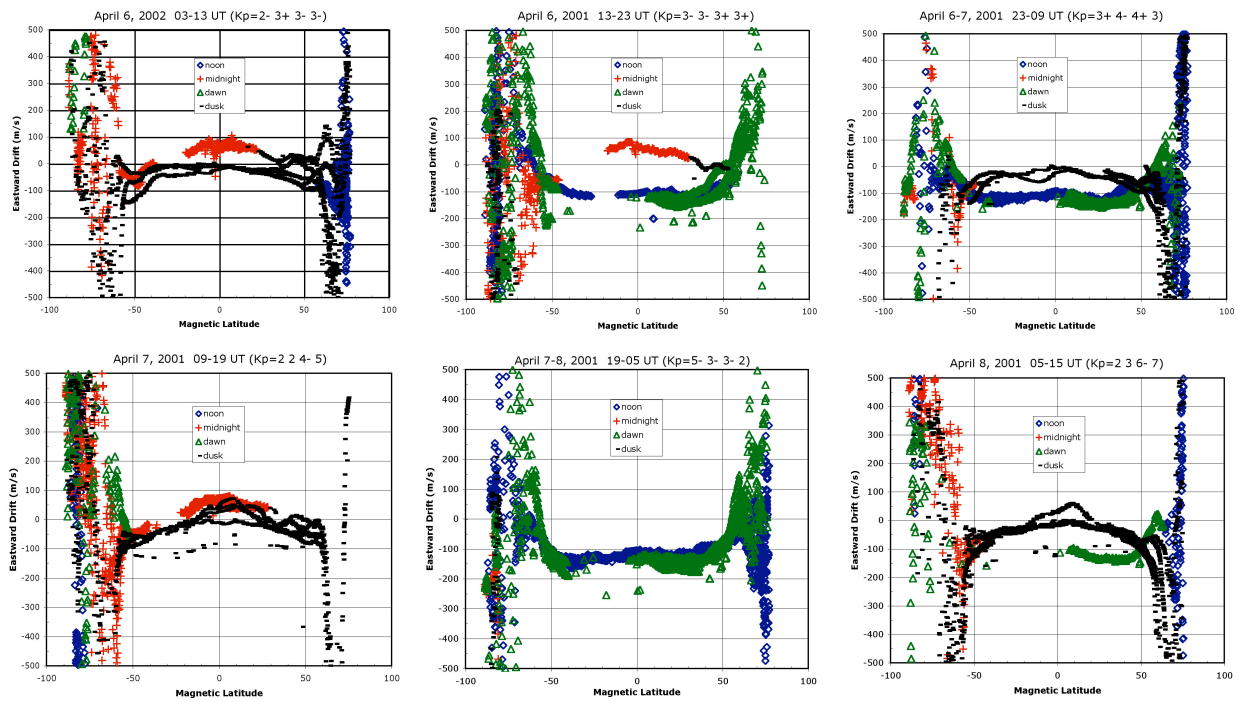 April 6, 2002 03-13 UT (Kp=2- 3+ 3- 3-)
500
400
300
200
100
0
-100
-200
-300
-400
-500
Eastward Drift (m/s)
noon
midnight
dawn
dusk
-100 -50 0 50 100
Magnetic Latitude
April 6, 2001 13-23 UT (Kp=3- 3- 3+ 3+)
500
400
300
200
100
0
-100
-200
-300
-400
-500
Eastward Drift (m/s)
noon
midnight
dawn
dusk
-100 -50 0 50 100
Magnetic Latitude
April 6-7, 2001 23-09 UT (Kp=3+ 4- 4+ 3)
500
400
300
200
100
0
-100
-200
-300
-400
-500
Eastward Drift (m/s)
noon
midnight
dawn
dusk
-100 -50 0 50 100
Magnetic Latitude
April 7, 2001 09-19 UT (Kp=2 2 4- 5)
500
400
300
200
100
0
-100
-200
-300
-400
-500
Eastward Drift (m/s)
noon
midnight
dawn
dusk
-100 -50 0 50 100
Magnetic Latitude
April 7-8, 2001 19-05 UT (Kp=5- 3- 3- 2)
500
400
300
200
100
0
-100
-200
-300
-400
-500
Eastward Drift (m/s)
noon
midnight
dawn
dusk
-100 -50 0 50 100
Magnetic Latitude
April 8, 2001 05-15 UT (Kp=2 3 6- 7)
500
400
300
200
100
0
-100
-200
-300
-400
-500
Eastward Drift (m/s)
noon
midnight
dawn
dusk
-100 -50 0 50 100
Magnetic Latitude